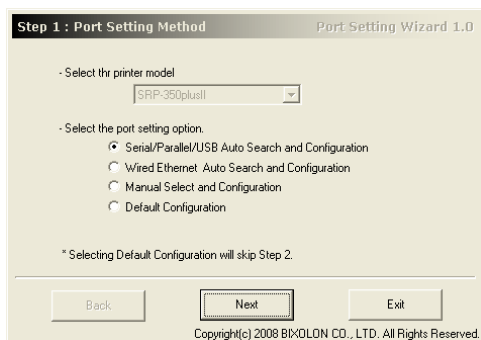 Step 1 : Port Setting Method Port Setting Wizard 1.0
- Select thr printer model
SRP-350plusII
- Select the port setting option.
Serial/Parallel/USB Auto Search and Configuration
Wired Ethernet Auto Search and Configuration
Manual Select and Configuration
Default Configuration
* Selecting Default Configuration will skip Step 2.
Back Next Exit
Copyright(c) 2008 BIXOLON CO., LTD. All Rights Reserved.